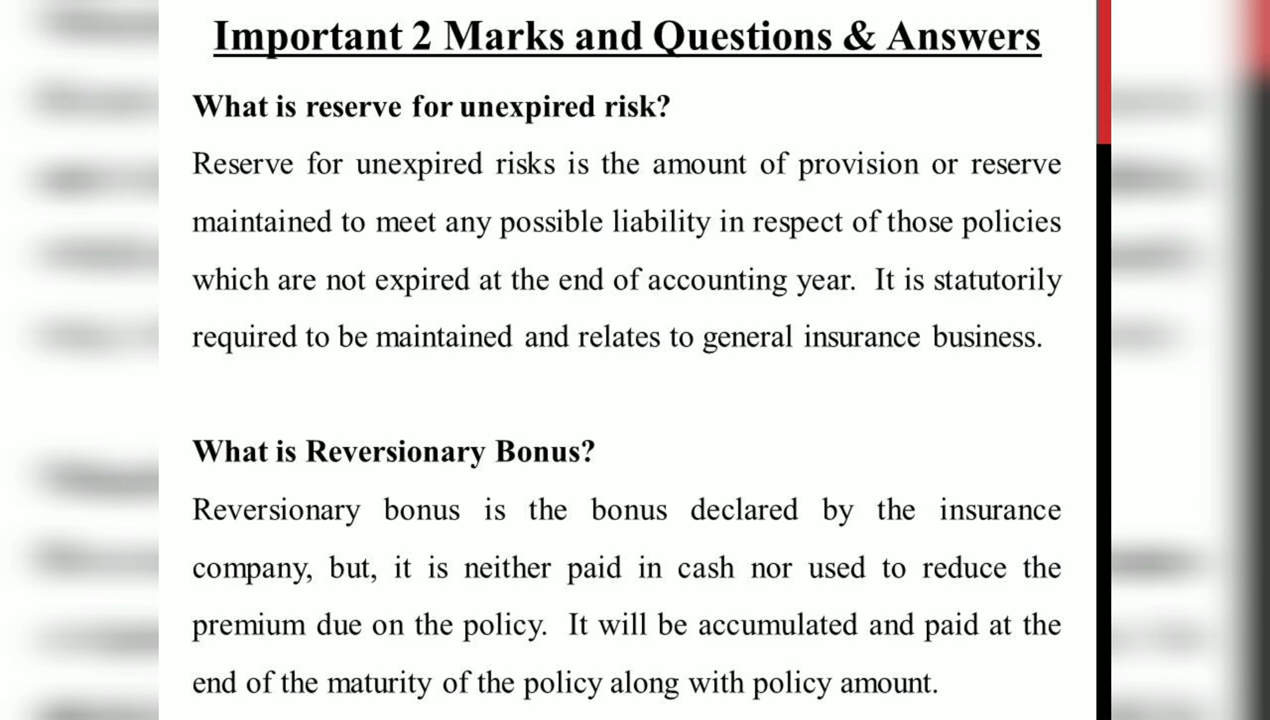 Important 2 Marks and Questions & Answers
What is reserve for unexpired risk?
Reserve for unexpired risks is the amount of provision or reserve
maintained to meet any possible liability in respect of those policies
which are not expired at the end of accounting year. It is statutorily
required to be maintained and relates to general insurance business.
What is Reversionary Bonus?
Reversionary bonus is the bonus declared by the insurance
company, but, it is neither paid in cash nor used to reduce the
premium due on the policy. It will be accumulated and paid at the
end of the maturity of the policy along with policy amount.